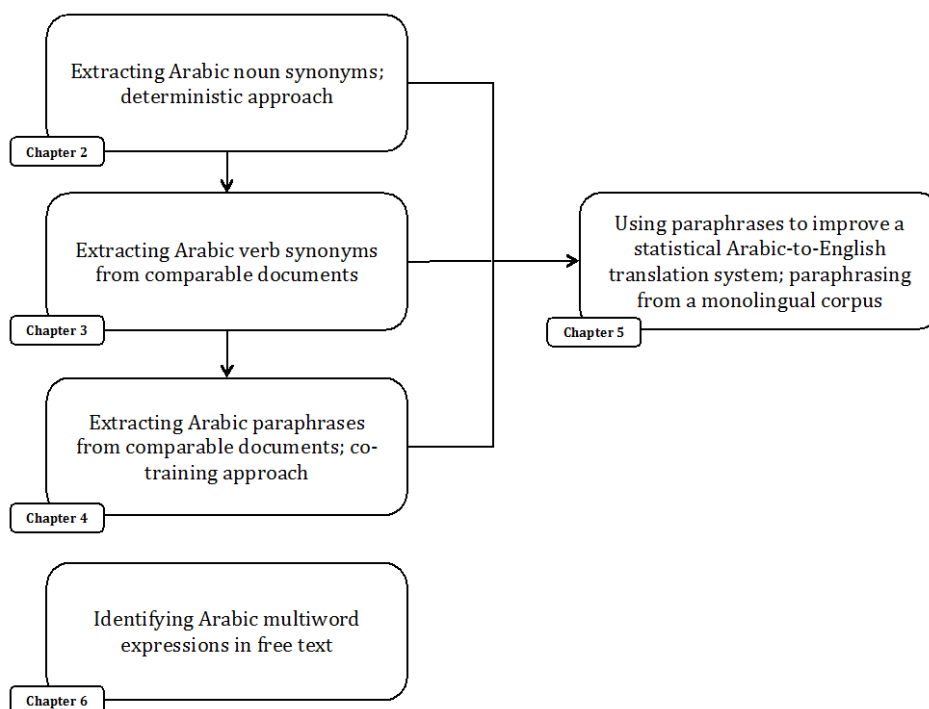 Extracting Arabic noun synonyms;
deterministic approach
Chapter 2
Extracting Arabic verb synonyms
from comparable documents
Chapter 3
Extracting Arabic paraphrases
from comparable documents; co-
training approach
Chapter 4
Using paraphrases to improve a
statistical Arabic-to-English
translation system; paraphrasing
from a monolingual corpus
Chapter 5
Identifying Arabic multiword
expressions in free text
Chapter 6